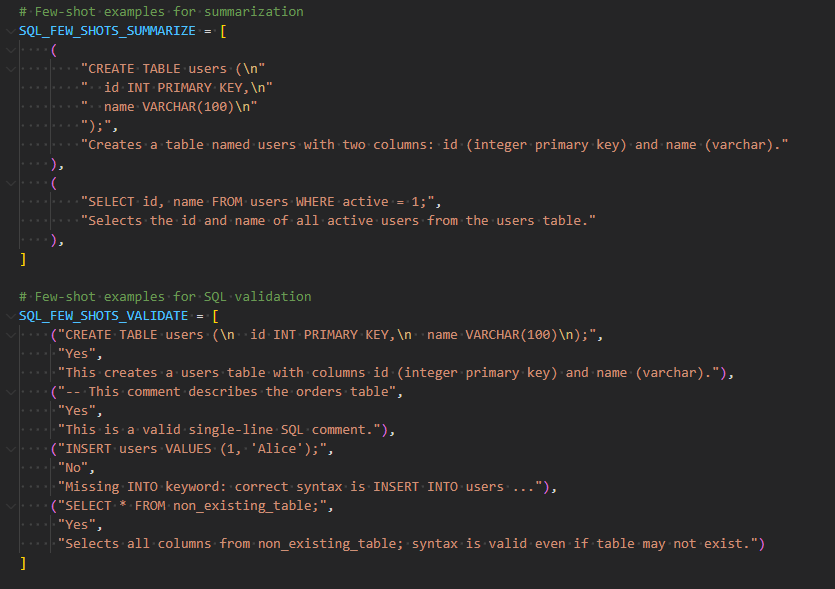 # Few-shot examples for summarization
SQL_FEW_SHOTS_SUMMARIZE = [
    (
        "CREATE TABLE users (\n"
        "  id INT PRIMARY KEY,\n"
        "  name VARCHAR(100)\n"
        ");",
        "Creates a table named users with two columns: id (integer primary key) and name (varchar)."
    ),
    (
        "SELECT id, name FROM users WHERE active = 1;",
        "Selects the id and name of all active users from the users table."
    ),
]

# Few-shot examples for SQL validation
SQL_FEW_SHOTS_VALIDATE = [
    ("CREATE TABLE users (\n  id INT PRIMARY KEY,\n  name VARCHAR(100)\n);",
     "Yes",
     "This creates a users table with columns id (integer primary key) and name (varchar)."),
    ("-- This comment describes the orders table",
     "Yes",
     "This is a valid single-line SQL comment."),
    ("INSERT users VALUES (1, 'Alice');",
     "No",
     "Missing INTO keyword: correct syntax is INSERT INTO users ..."),
    ("SELECT * FROM non_existing_table;",
     "Yes",
     "Selects all columns from non_existing_table; syntax is valid even if table may not exist.")
]